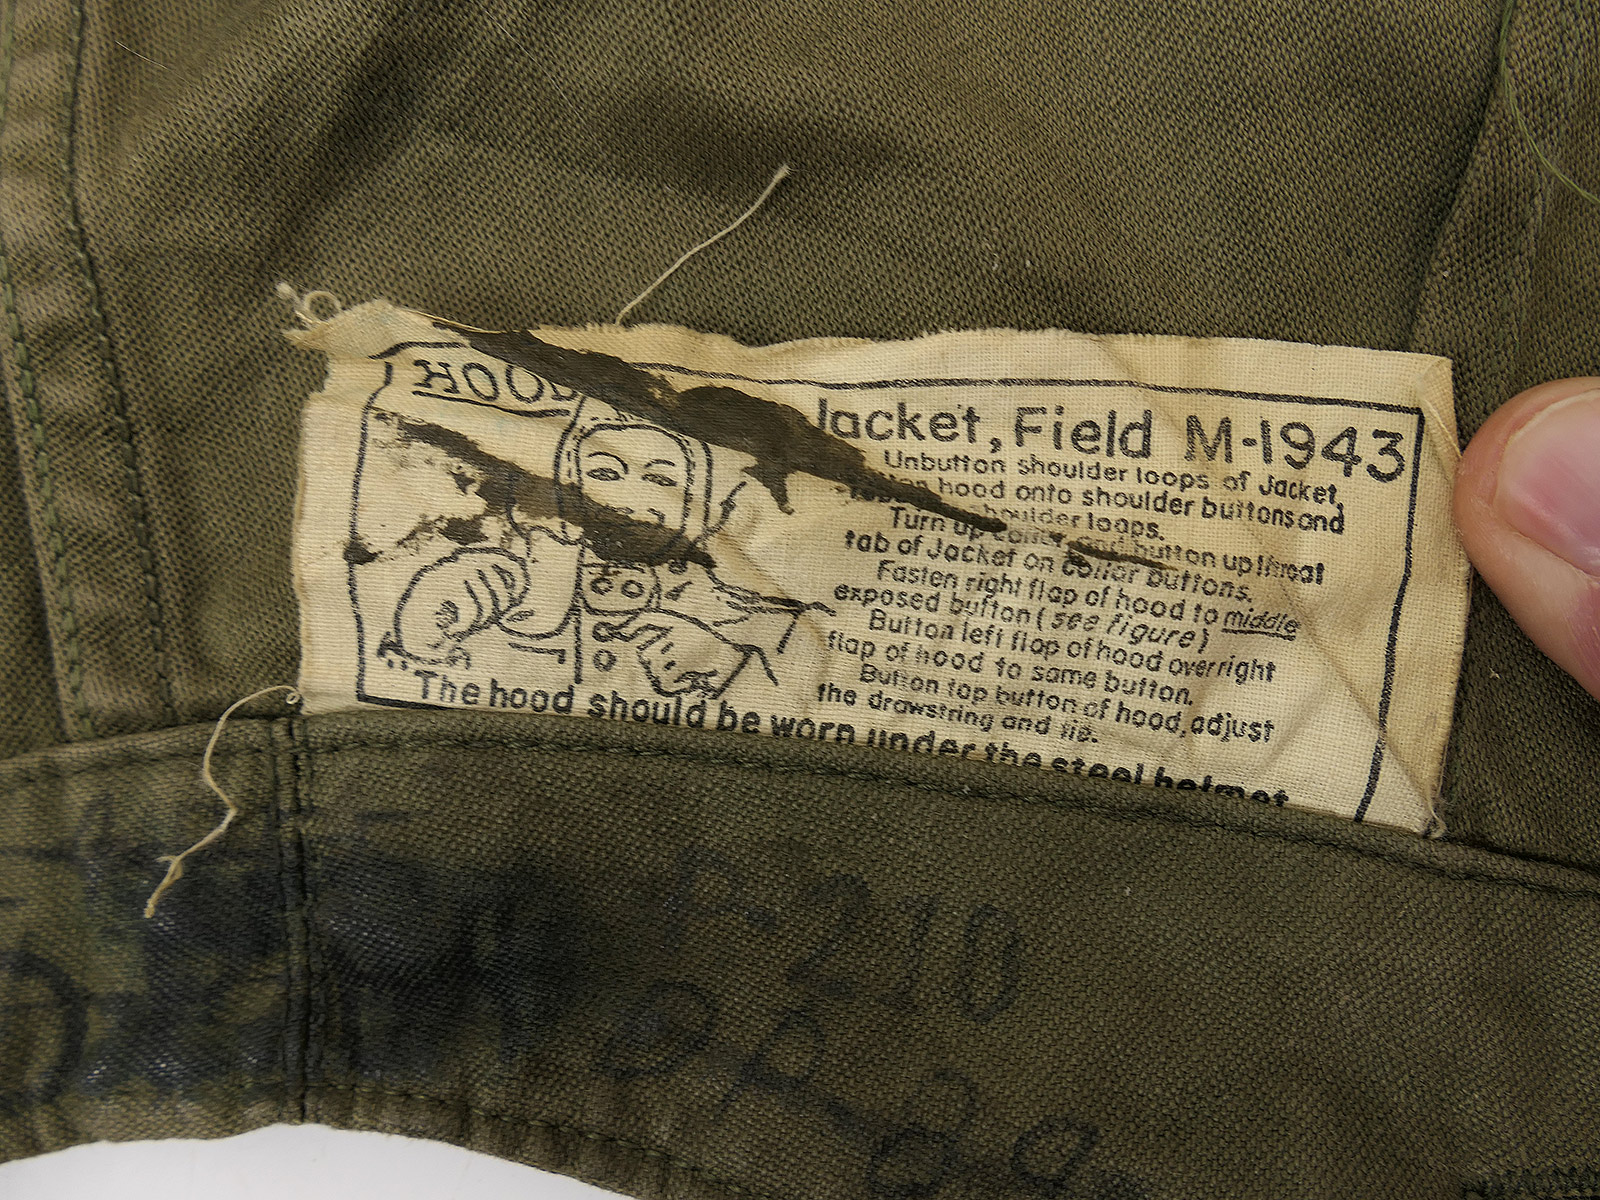 HOOD
Jacket, Field M-1943
Unbutton shoulder loops of Jacket,
hood onto shoulder buttons and
shoulder loops.
Turn up collar, and button up throat
tab of Jacket on collar buttons.
Fasten right flap of hood to middle
exposed button (see figure)
Button left flap of hood over right
flap of hood to same button.
Button top button of hood, adjust
the drawstring and tie.
The hood should be worn under the steel helmet
210